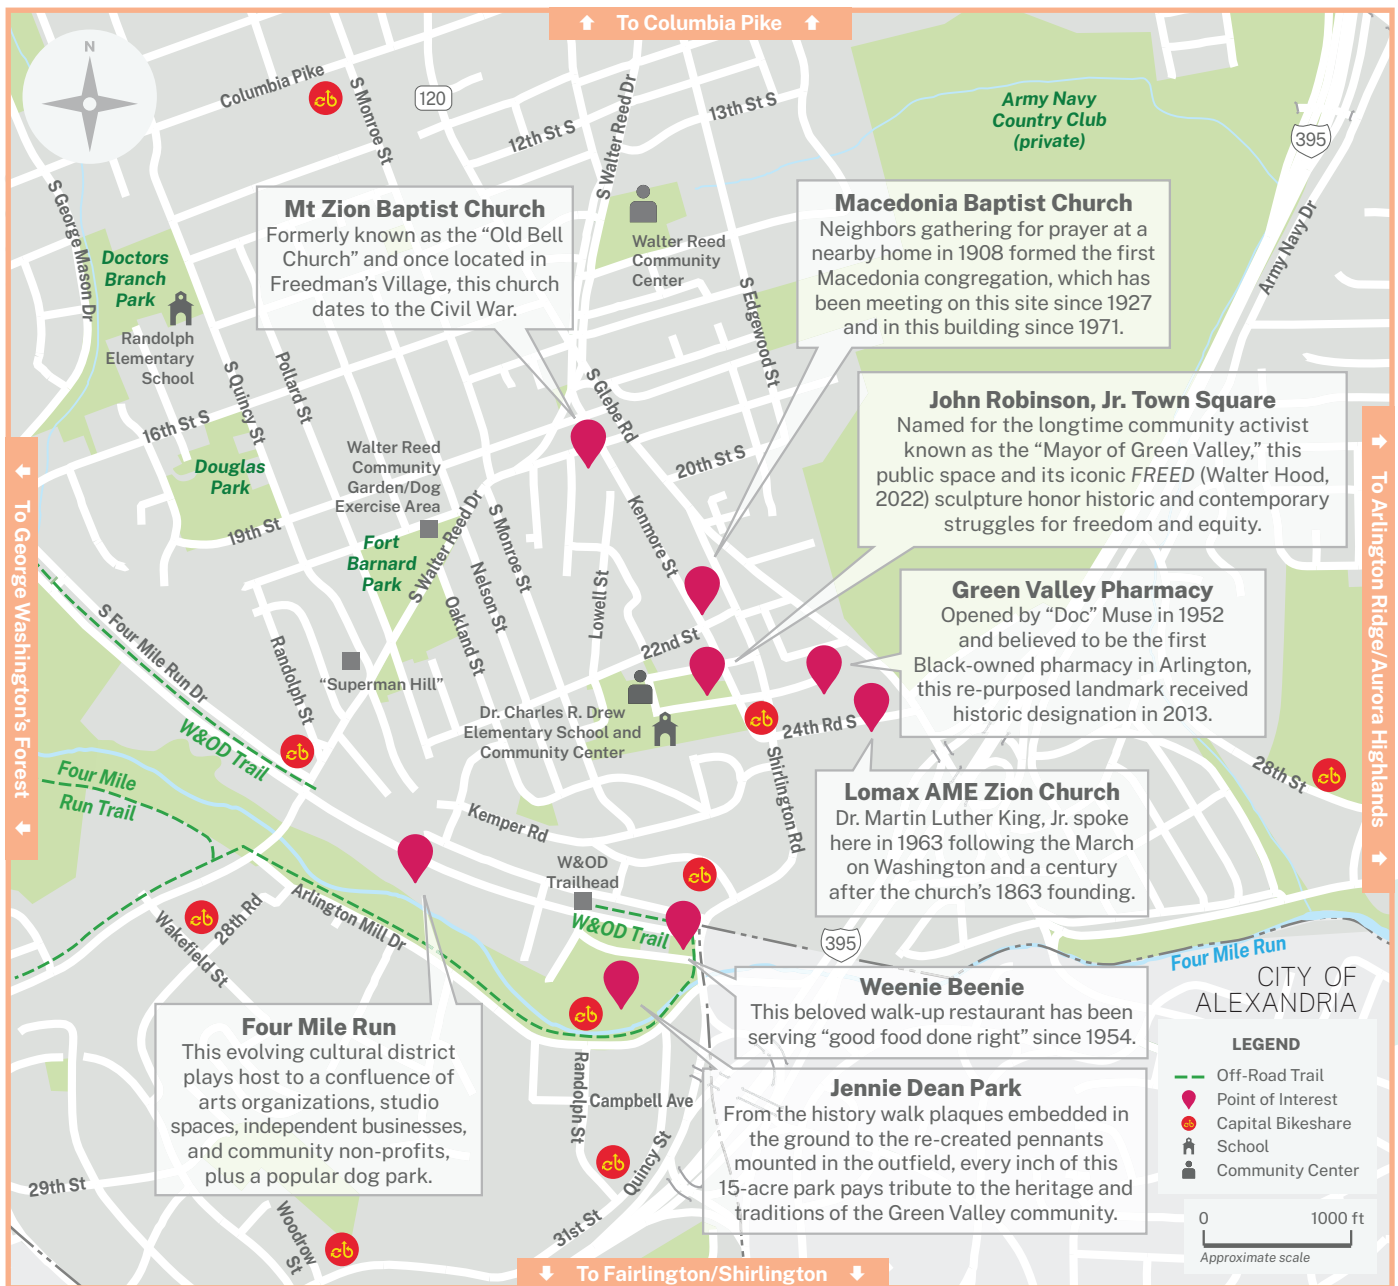 To Columbia Pike
N
Columbia Pike
S Monroe St
120
12th St S
S Walter Reed Dr
13th St S
Army Navy
Country Club
(private)
395
Army Navy Dr
S George Mason Dr
Mt Zion Baptist Church
Formerly known as the “Old Bell
Church” and once located in
Freedman’s Village, this church
dates to the Civil War.
Walter Reed
Community
Center
Macedonia Baptist Church
Neighbors gathering for prayer at a
nearby home in 1908 formed the first
Macedonia congregation, which has
been meeting on this site since 1927
and in this building since 1971.
Doctors
Branch
Park
Randolph
Elementary
School
S Edgewood St
S Quincy St
Pollard St
S Glebe Rd
16th St S
Douglas
Park
19th St
John Robinson, Jr. Town Square
Named for the longtime community activist
known as the “Mayor of Green Valley,” this
public space and its iconic FREED (Walter Hood,
2022) sculpture honor historic and contemporary
struggles for freedom and equity.
Walter Reed
Community
Garden/Dog
Exercise Area
20th St S
Fort
Barnard
Park
S Walter Reed Dr
S Monroe St
Nelson St
Oakland St
Lowell St
Kenmore St
22nd St
To George Washington’s Forest
To Arlington Ridge/Aurora Highlands
Green Valley Pharmacy
Opened by “Doc” Muse in 1952
and believed to be the first
Black-owned pharmacy in Arlington,
this re-purposed landmark received
historic designation in 2013.
S Four Mile Run Dr
W&OD Trail
Randolph St
“Superman Hill”
Dr. Charles R. Drew
Elementary School and
Community Center
24th Rd S
Shirlington Rd
28th St
Four Mile
Run Trail
Lomax AME Zion Church
Dr. Martin Luther King, Jr. spoke
here in 1963 following the March
on Washington and a century
after the church’s 1863 founding.
Kemper Rd
W&OD
Trailhead
W&OD Trail
28th Rd
Wakefield St
Arlington Mill Dr
395
Four Mile Run
CITY OF
ALEXANDRIA
Weenie Beenie
This beloved walk-up restaurant has been
serving “good food done right” since 1954.
Four Mile Run
This evolving cultural district
plays host to a confluence of
arts organizations, studio
spaces, independent businesses,
and community non-profits,
plus a popular dog park.
Jennie Dean Park
From the history walk plaques embedded in
the ground to the re-created pennants
mounted in the outfield, every inch of this
15-acre park pays tribute to the heritage and
traditions of the Green Valley community.
Randolph St
Campbell Ave
Quincy St
29th St
Woodrow
St
31st St
LEGEND
Off-Road Trail
Point of Interest
Capital Bikeshare
School
Community Center
0 1000 ft
Approximate scale
To Fairlington/Shirlington